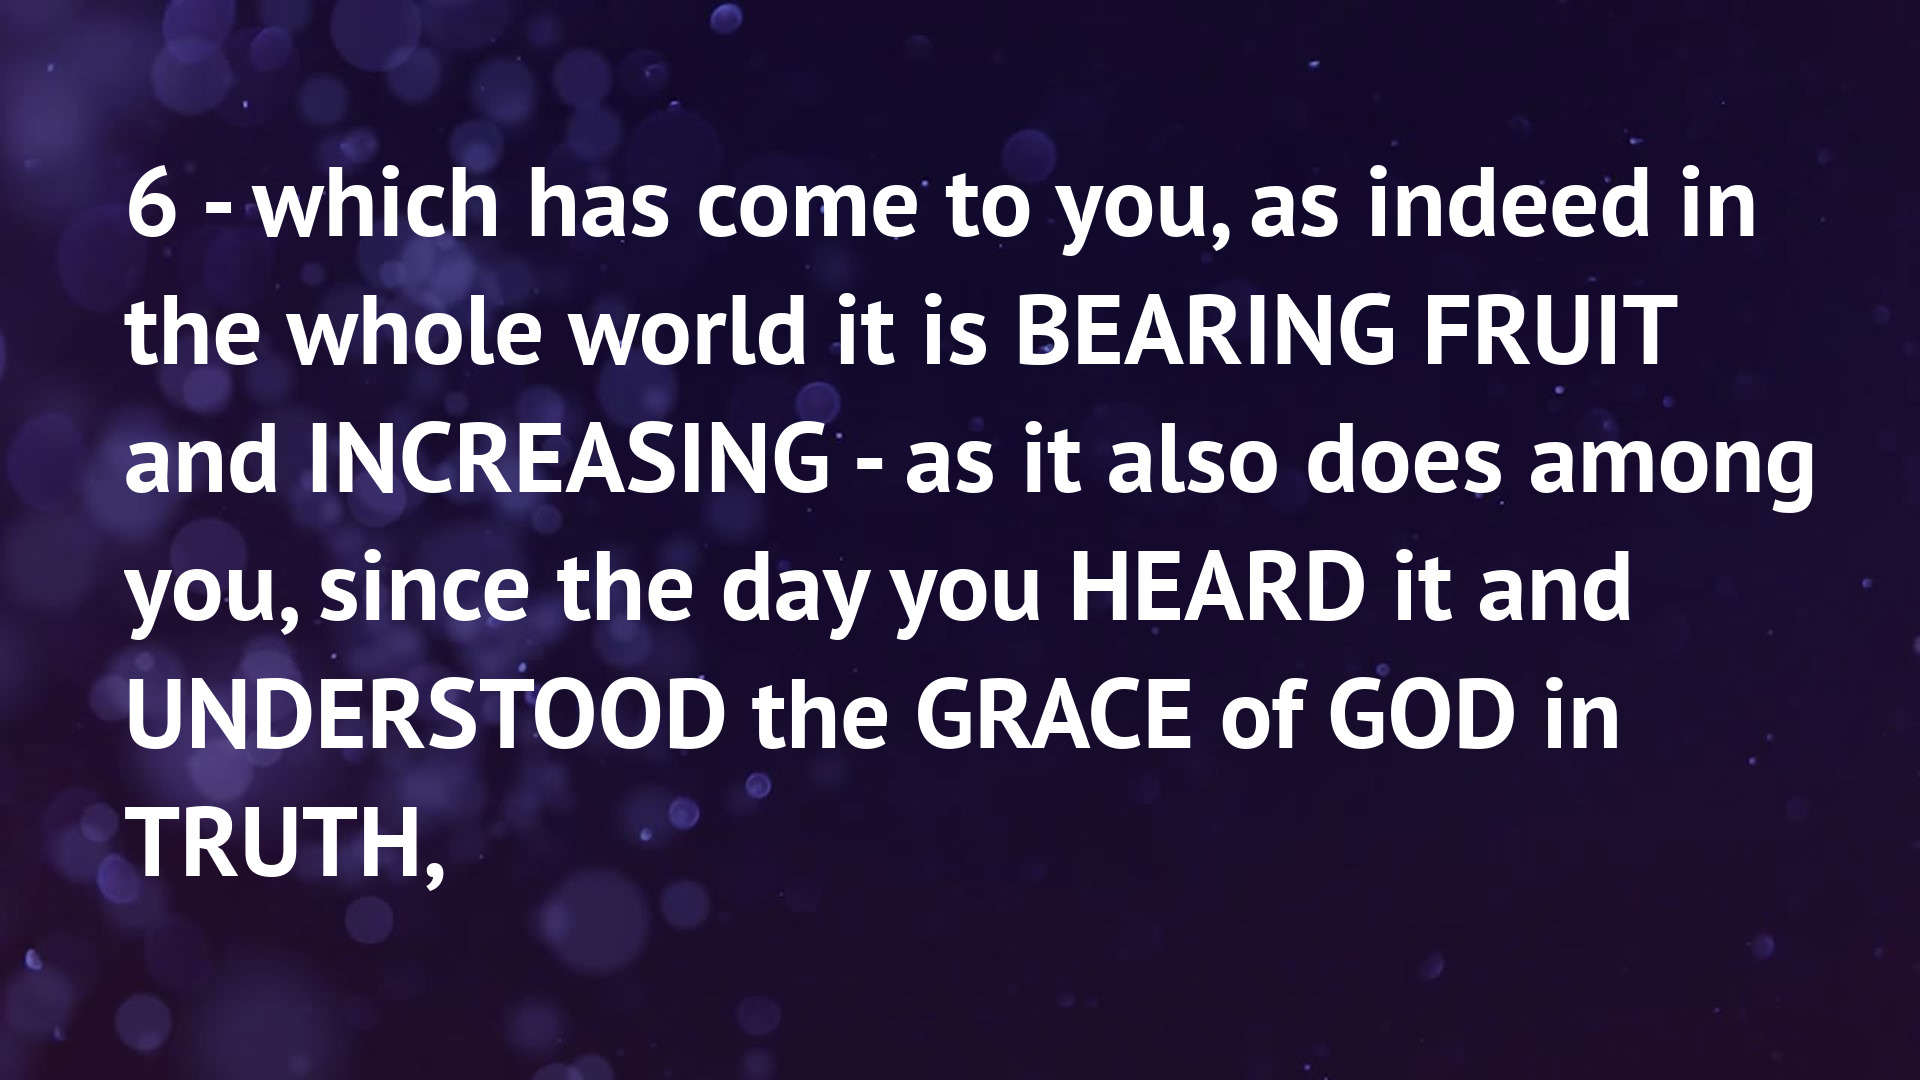 6 - which has come to you, as indeed in
the whole world it is BEARING FRUIT
and INCREASING - as it also does among
you, since the day you HEARD it and
UNDERSTOOD the GRACE of GOD in
TRUTH,